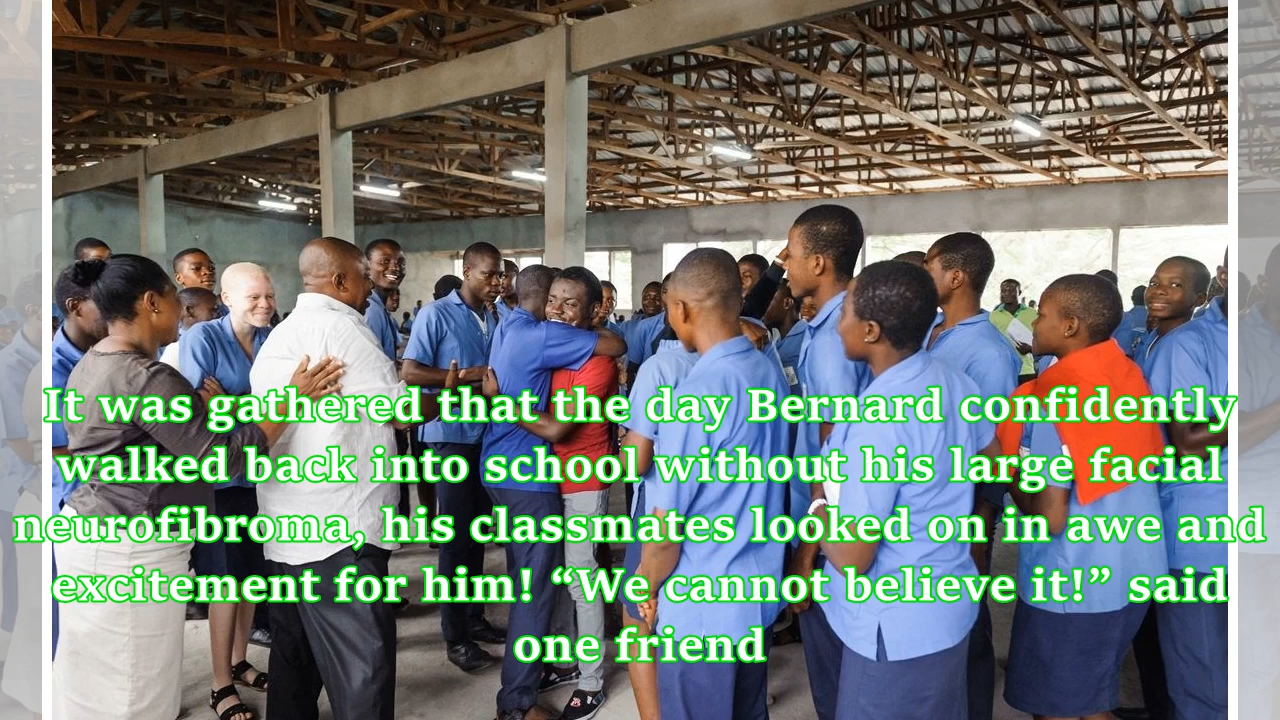 It was gathered that the day Bernard confidently
walked back into school without his large facial
neurofibroma, his classmates looked on in awe and
excitement for him! “We cannot believe it!” said
one friend